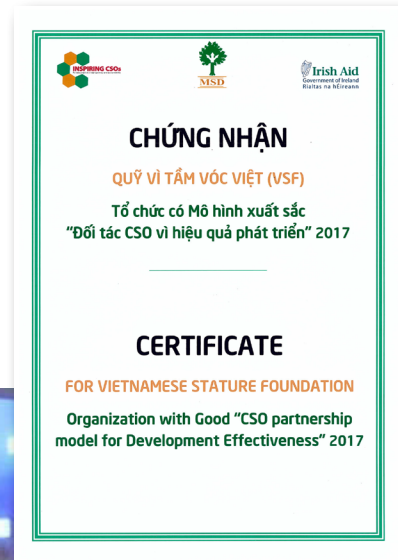 INSPIRING CSOs
MSD
Irish Aid
Government of Ireland
Rialtas na hÉireann
CHỨNG NHẬN
QUỸ VÌ TẦM VÓC VIỆT (VSF)
Tổ chức có Mô hình xuất sắc
"Đối tác CSO vì hiệu quả phát triển" 2017
CERTIFICATE
FOR VIETNAMESE STATURE FOUNDATION
Organization with Good "CSO partnership
model for Development Effectiveness" 2017